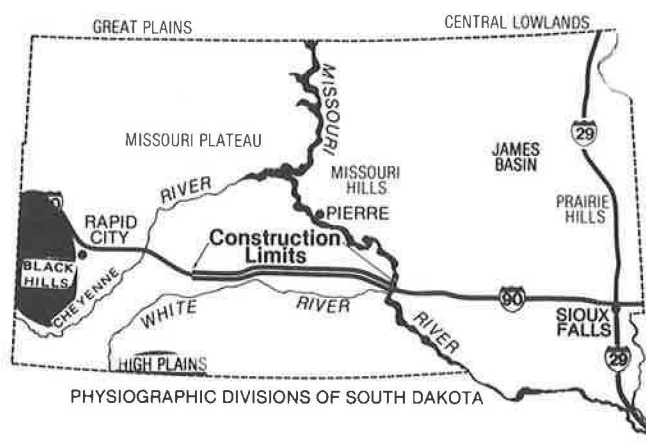 GREAT PLAINS
CENTRAL LOWLANDS
MISSOURI
MISSOURI PLATEAU
29
JAMES
BASIN
MISSOURI
HILLS
RIVER
PRAIRIE
HILLS
PIERRE
RAPID
CITY
Construction
Limits
BLACK
HILLS
CHEYENNE
WHITE
RIVER
90
SIOUX
FALLS
RIVER
29
HIGH PLAINS
PHYSIOGRAPHIC DIVISIONS OF SOUTH DAKOTA